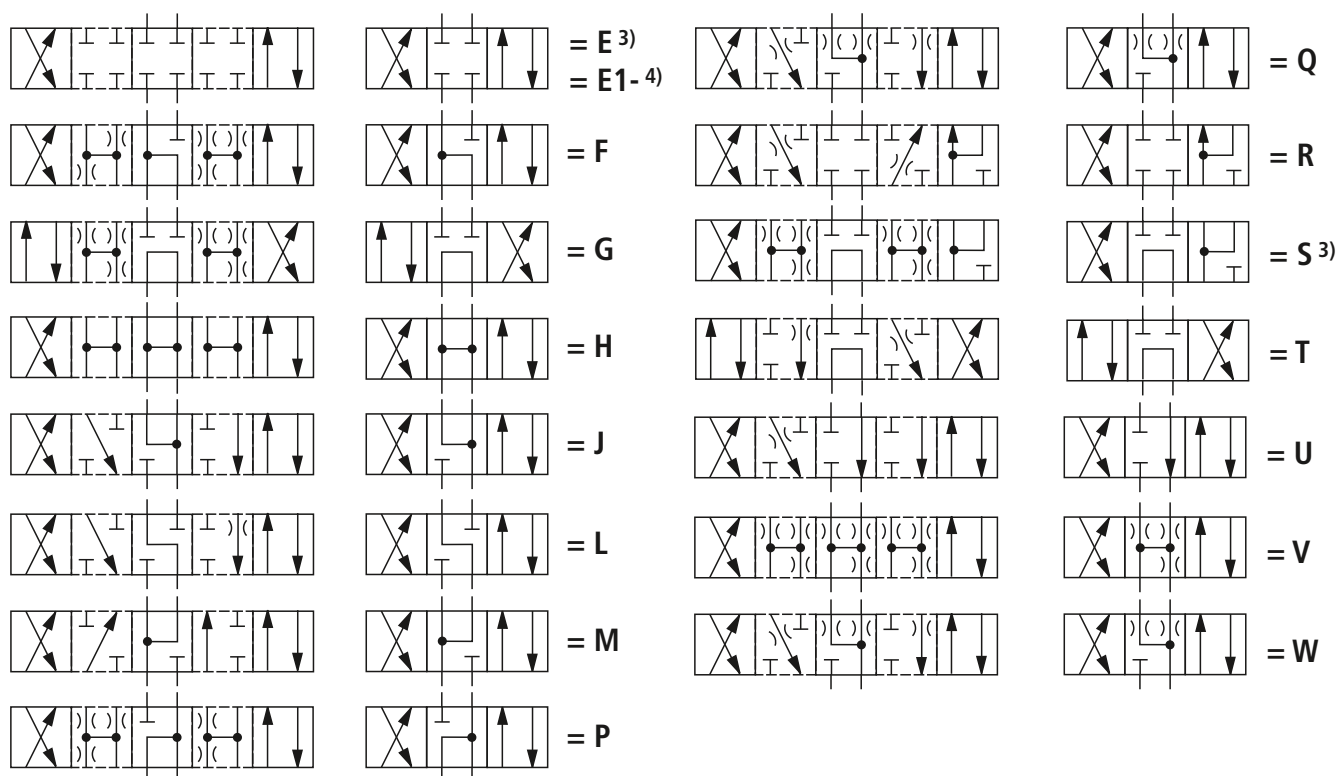 = E 3)
= E1- 4)
= F
= G
= H
= J
= L
= M
= P
= Q
= R
= S 3)
= T
= U
= V
= W